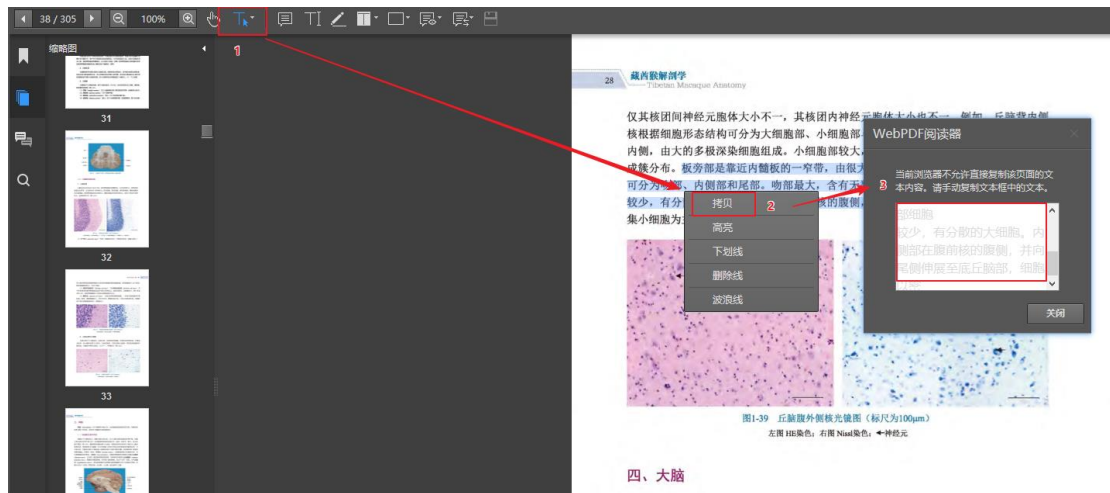 38 / 305
100%
缩略图
31
32
33
1
28
藏酋猴解剖学
Tibetan Macaque Anatomy
仅其核团间神经元胞体大小不一，其核团内神经元胞体大小也不一。例如，丘脑背内侧
核根据细胞形态结构可分为大细胞部、小细胞部
内侧，由大的多极深染细胞组成。小细胞部较大，
成簇分布。板旁部是靠近内髓板的一窄带，由很大
可分为吻部、内侧部和尾部。吻部最大，含有
较少，有分
核的腹侧，
集小细胞为
拷贝
2
高亮
下划线
删除线
波浪线
WebPDF阅读器
当前浏览器不允许直接复制该页面的文
本内容。请手动复制文本框中的文本。
3
部细胞
较少，有分散的大细胞。内
侧部在腹前核的腹侧，并向
尾侧伸展至底丘脑部，细胞
关闭
图1-39 丘脑腹外侧核光镜图（标尺为100μm）
左图 HE染色；右图 Nissl染色；←神经元
四、大脑